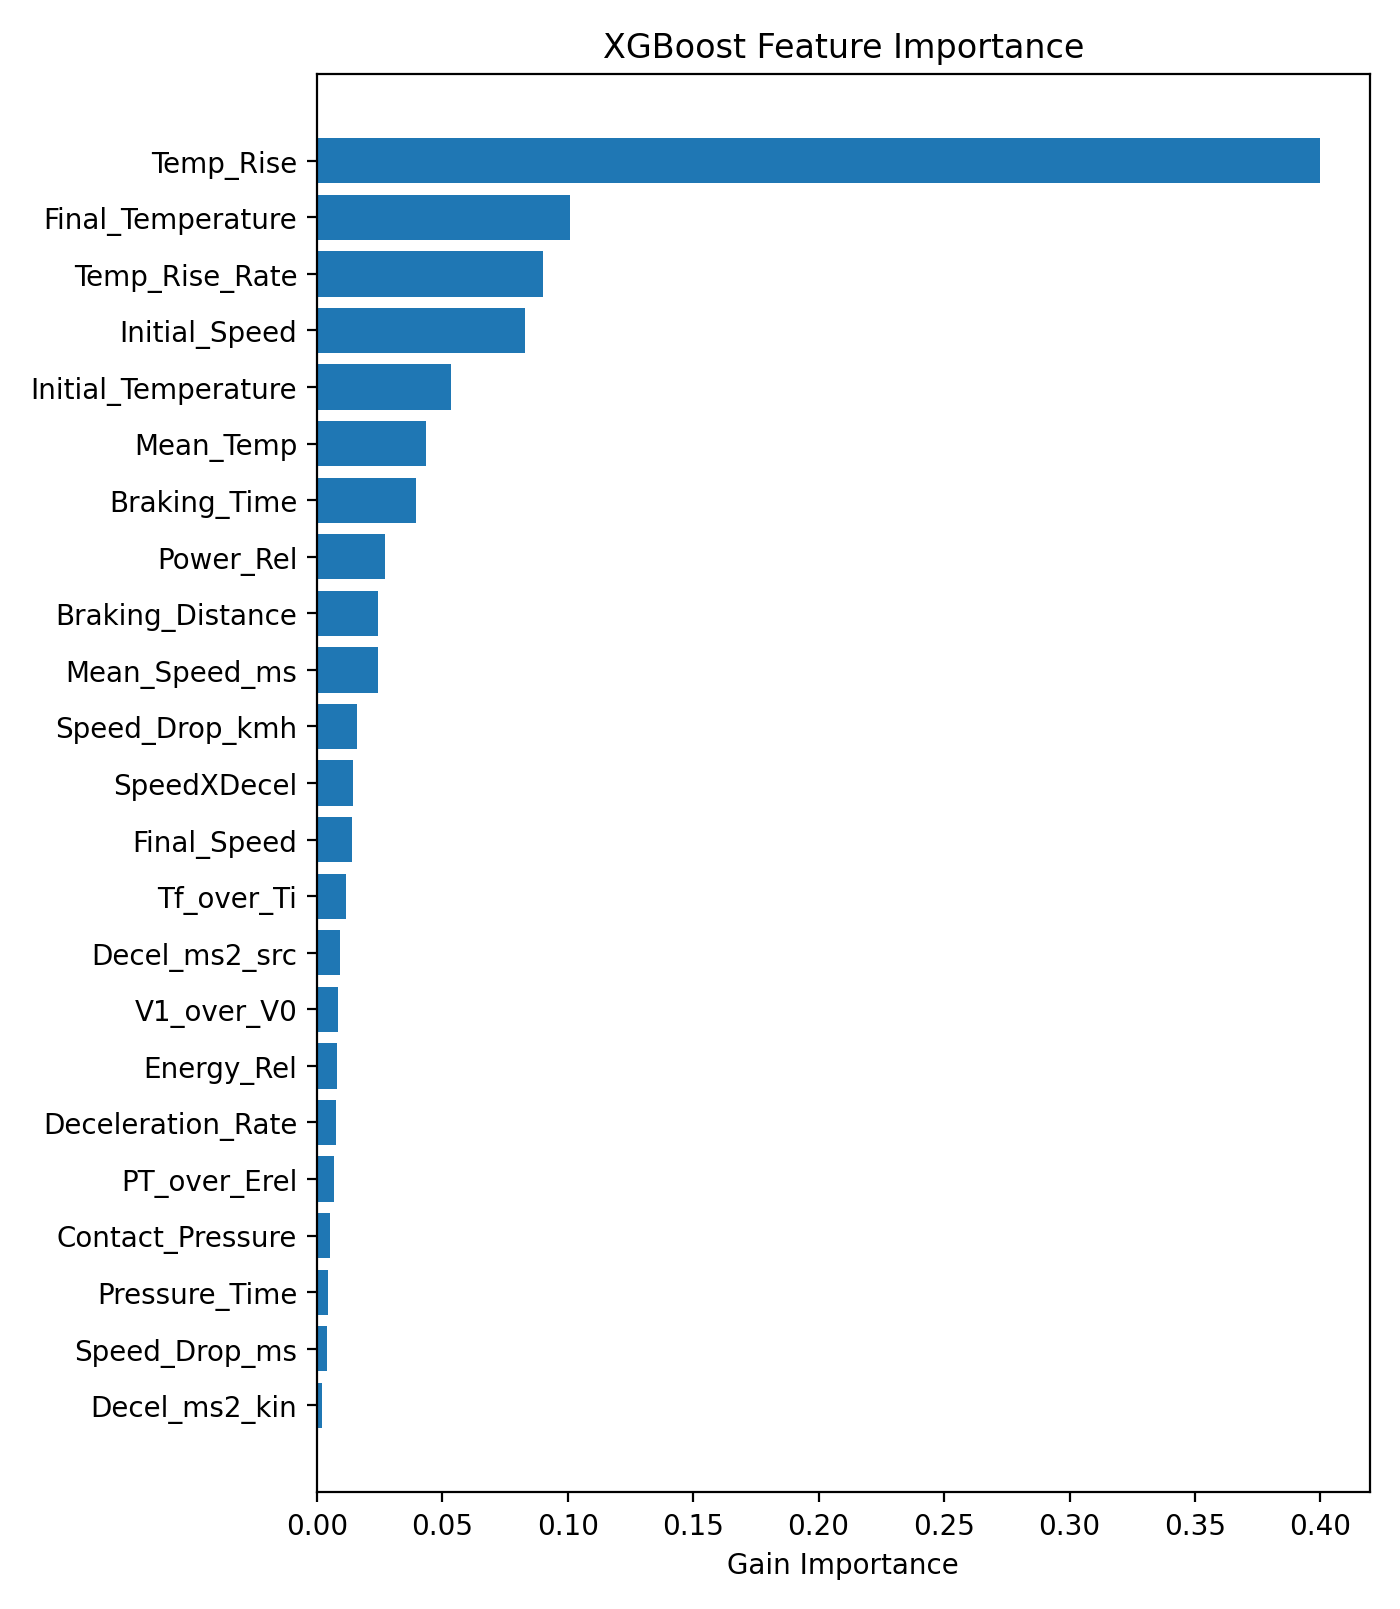 XGBoost Feature Importance
Temp_Rise
Final_Temperature
Temp_Rise_Rate
Initial_Speed
Initial_Temperature
Mean_Temp
Braking_Time
Power_Rel
Braking_Distance
Mean_Speed_ms
Speed_Drop_kmh
SpeedXDecel
Final_Speed
Tf_over_Ti
Decel_ms2_src
V1_over_V0
Energy_Rel
Deceleration_Rate
PT_over_Erel
Contact_Pressure
Pressure_Time
Speed_Drop_ms
Decel_ms2_kin
0.00 0.05 0.10 0.15 0.20 0.25 0.30 0.35 0.40
Gain Importance